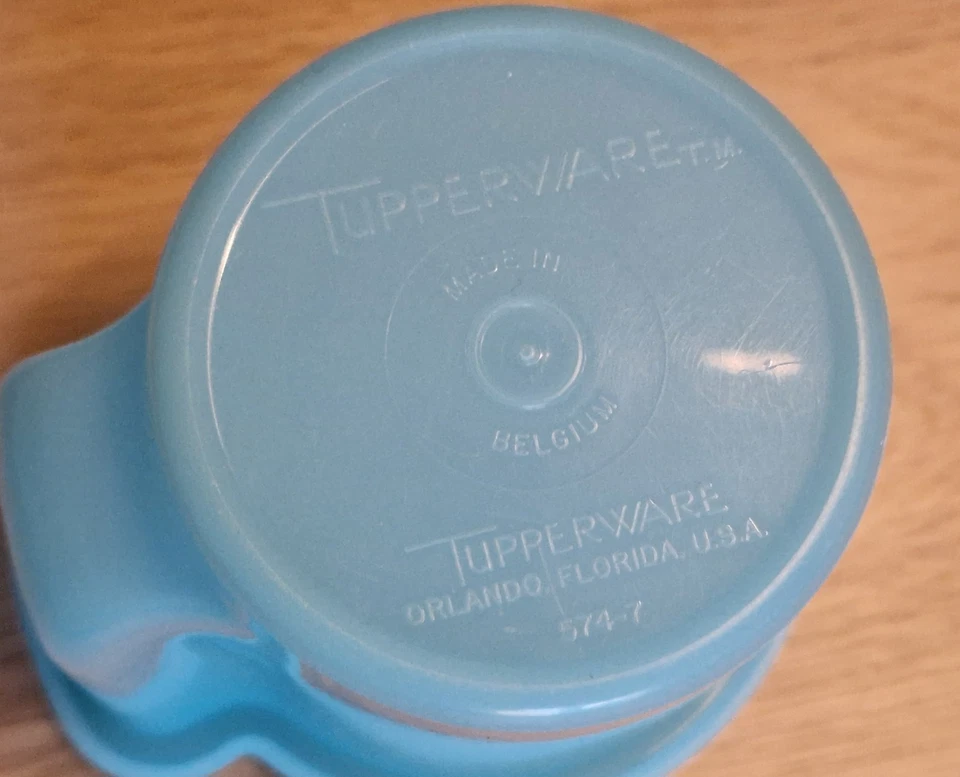 TUPPERWARE T.M.
MADE IN
BELGIUM
TUPPERWARE
ORLANDO, FLORIDA, U.S.A.
574-7